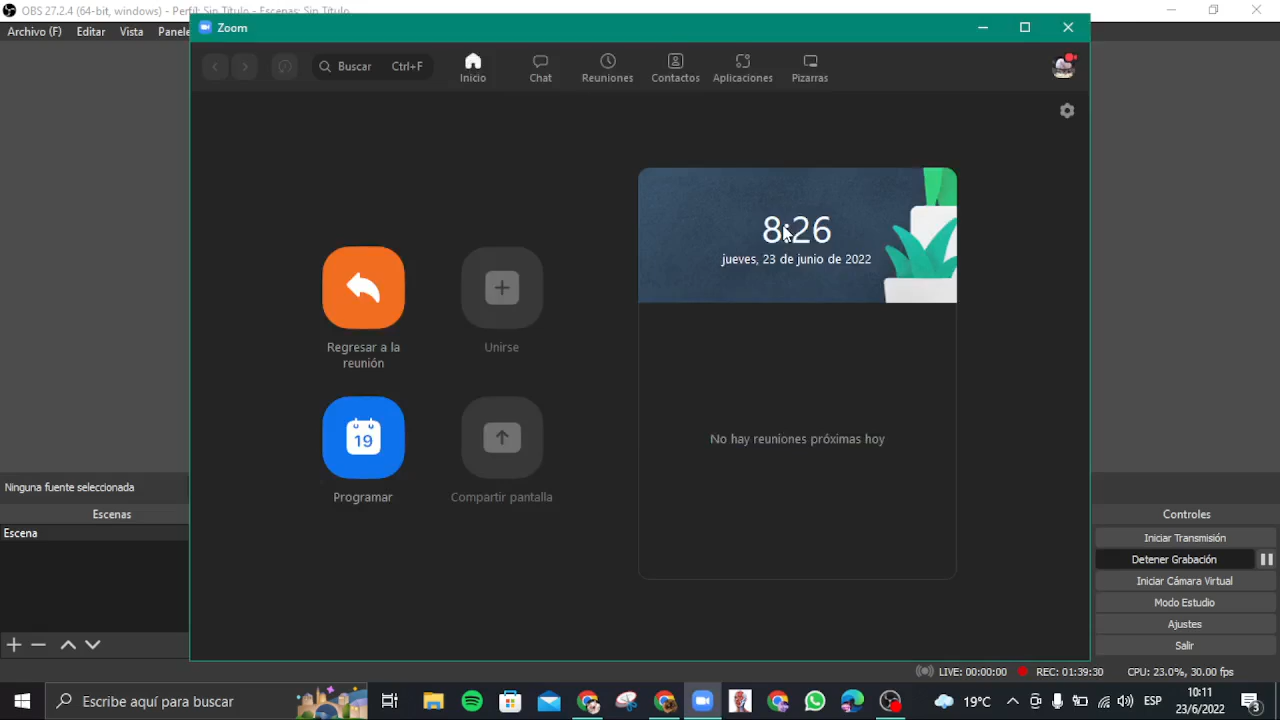 OBS 27.2.4 (64-bit, windows) - Perfil: Sin Título - Escenas: Sin Título
Archivo (F) Editar Vista Panele
Zoom
Buscar Ctrl+F
Inicio
Chat
Reuniones
Contactos
Aplicaciones
Pizarras
8:26
jueves, 23 de junio de 2022
Regresar a la
reunión
Unirse
19
Programar
Compartir pantalla
No hay reuniones próximas hoy
Ninguna fuente seleccionada
Escenas
Escena
Controles
Iniciar Transmisión
Detener Grabación
Iniciar Cámara Virtual
Modo Estudio
Ajustes
Salir
LIVE: 00:00:00 REC: 01:39:30 CPU: 23.0%, 30.00 fps
Escribe aquí para buscar
19°C
ESP
10:11
23/6/2022
3